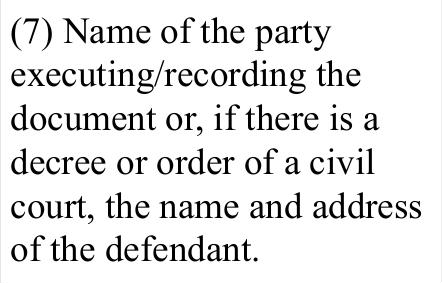 (7) Name of the party
executing/recording the
document or, if there is a
decree or order of a civil
court, the name and address
of the defendant.